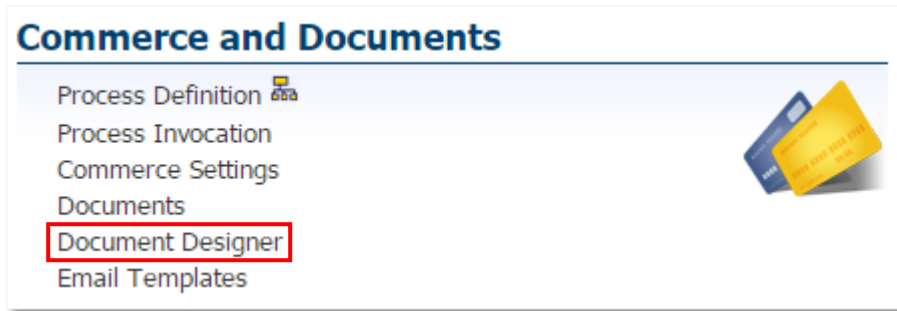 Commerce and Documents
Process Definition
Process Invocation
Commerce Settings
Documents
Document Designer
Email Templates